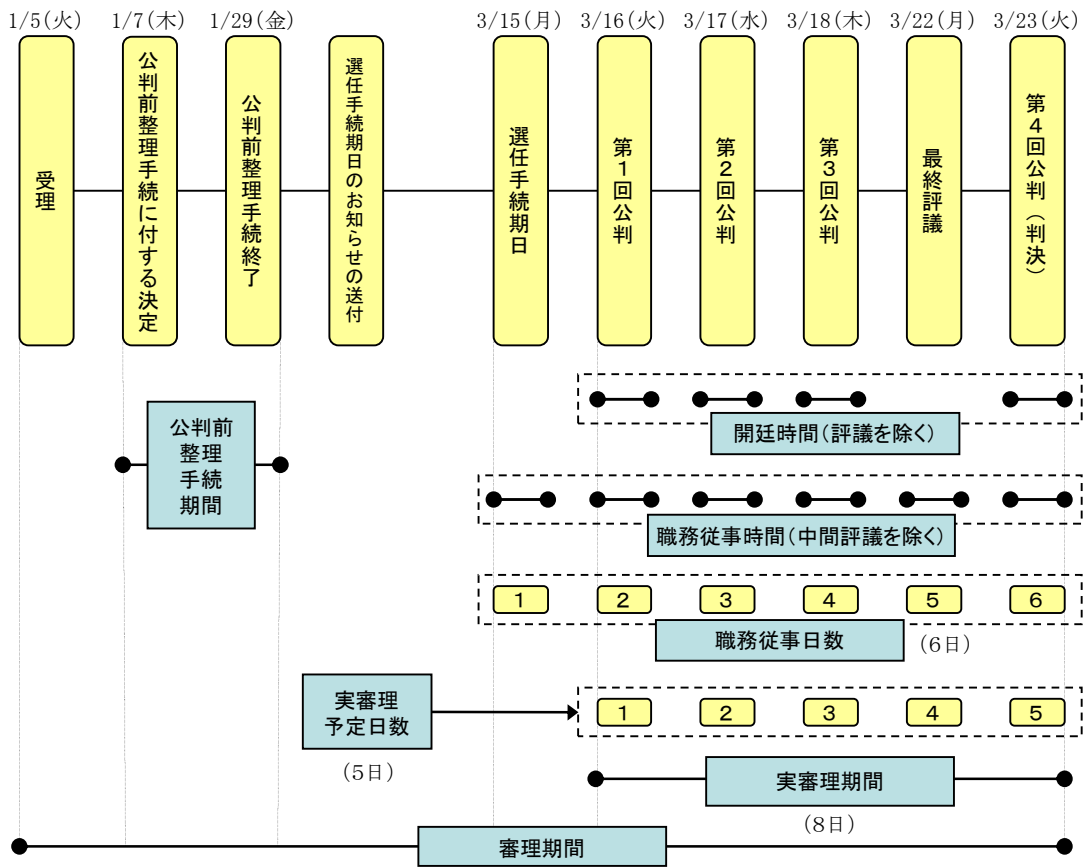 1/5(火)
1/7(木)
1/29(金)
3/15(月)
3/16(火)
3/17(水)
3/18(木)
3/22(月)
3/23(火)
受理
公判前整理手続に付する決定
公判前整理手続終了
選任手続期日のお知らせの送付
選任手続期日
第1回公判
第2回公判
第3回公判
最終評議
第4回公判(判決)
開廷時間(評議を除く)
公判前
整理
手続
期間
職務従事時間(中間評議を除く)
1
2
3
4
5
6
職務従事日数
(6日)
実審理
予定日数
1
2
3
4
5
(5日)
実審理期間
(8日)
審理期間